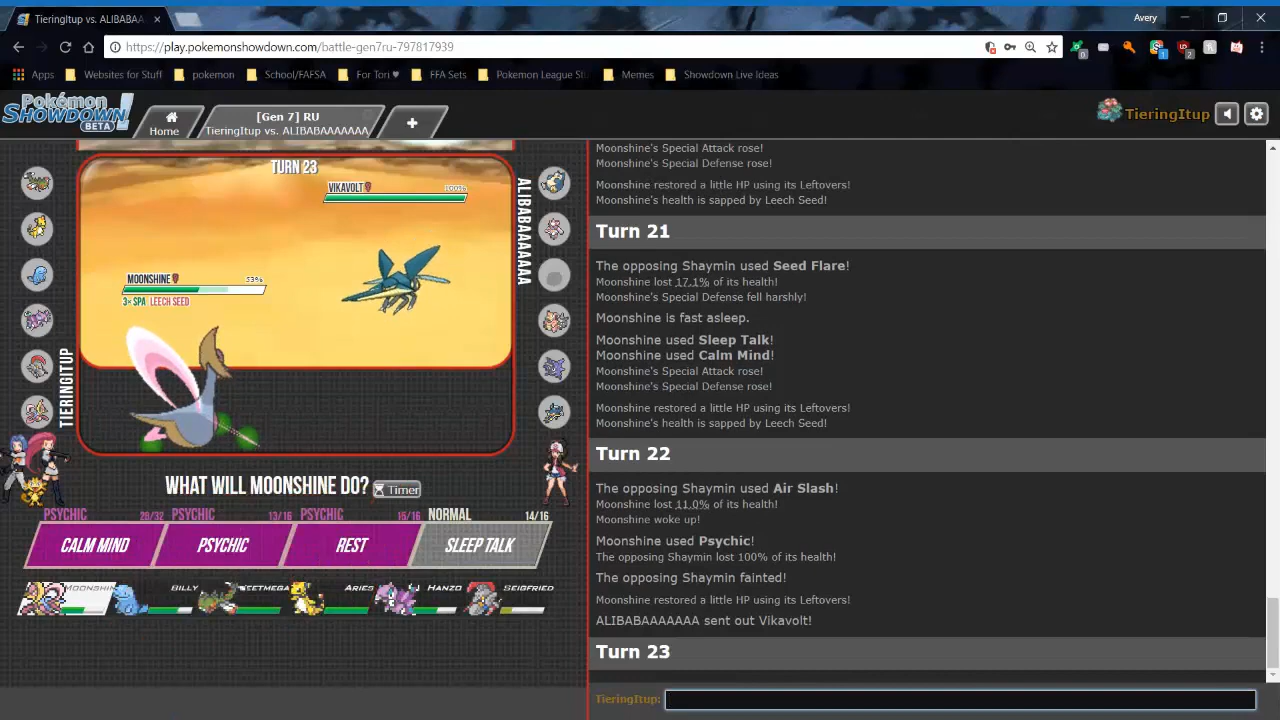 TieringItup vs. ALIBABAA
Avery
https://play.pokemonshowdown.com/battle-gen7ru-797817939
Apps Websites for Stuff pokemon School/FAFSA For Tori ♥ FFA Sets Pokemon League Stu Memes Showdown Live Ideas
Pokémon
SHOWDOWN!
BETA
Home
[Gen 7] RU
TieringItup vs. ALIBABAAAAAAA
TieringItup
TURN 23
VIKAVOLT 100%
MOONSHINE 53%
3× SPA LEECH SEED
TIERINGITUP
ALIBABAAAAAAA
WHAT WILL MOONSHINE DO? Timer
PSYCHIC PSYCHIC 13/16 PSYCHIC 15/16 NORMAL 14/16
CALM MIND PSYCHIC REST SLEEP TALK
BILLY ARIES HANZO SEIGFRIED
Moonshine's Special Attack rose!
Moonshine's Special Defense rose!
Moonshine restored a little HP using its Leftovers!
Moonshine's health is sapped by Leech Seed!
Turn 21
The opposing Shaymin used Seed Flare!
Moonshine lost 17.1% of its health!
Moonshine's Special Defense fell harshly!
Moonshine is fast asleep.
Moonshine used Sleep Talk!
Moonshine used Calm Mind!
Moonshine's Special Attack rose!
Moonshine's Special Defense rose!
Moonshine restored a little HP using its Leftovers!
Moonshine's health is sapped by Leech Seed!
Turn 22
The opposing Shaymin used Air Slash!
Moonshine lost 11.0% of its health!
Moonshine woke up!
Moonshine used Psychic!
The opposing Shaymin lost 100% of its health!
The opposing Shaymin fainted!
Moonshine restored a little HP using its Leftovers!
ALIBABAAAAAAA sent out Vikavolt!
Turn 23
TieringItup: